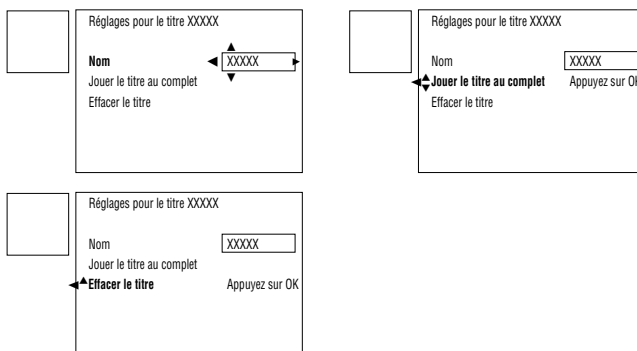 Réglages pour le titre XXXXX
Nom XXXXX
Jouer le titre au complet
Effacer le titre
Réglages pour le titre XXXXX
Nom XXXXX
Jouer le titre au complet Appuyez sur OK
Effacer le titre
Réglages pour le titre XXXXX
Nom XXXXX
Jouer le titre au complet
Effacer le titre Appuyez sur OK